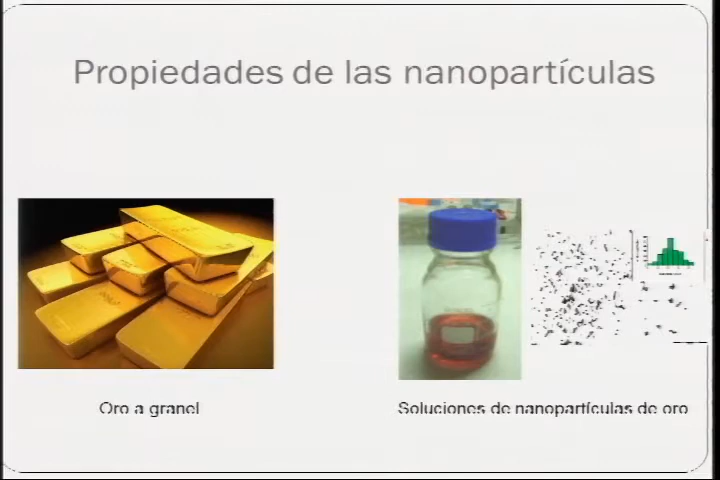 Propiedades de las nanopartículas
Oro a granel
Soluciones de nanopartículas de oro